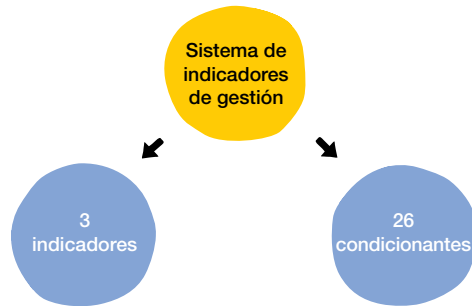 Sistema de
indicadores
de gestión
3
indicadores
26
condicionantes